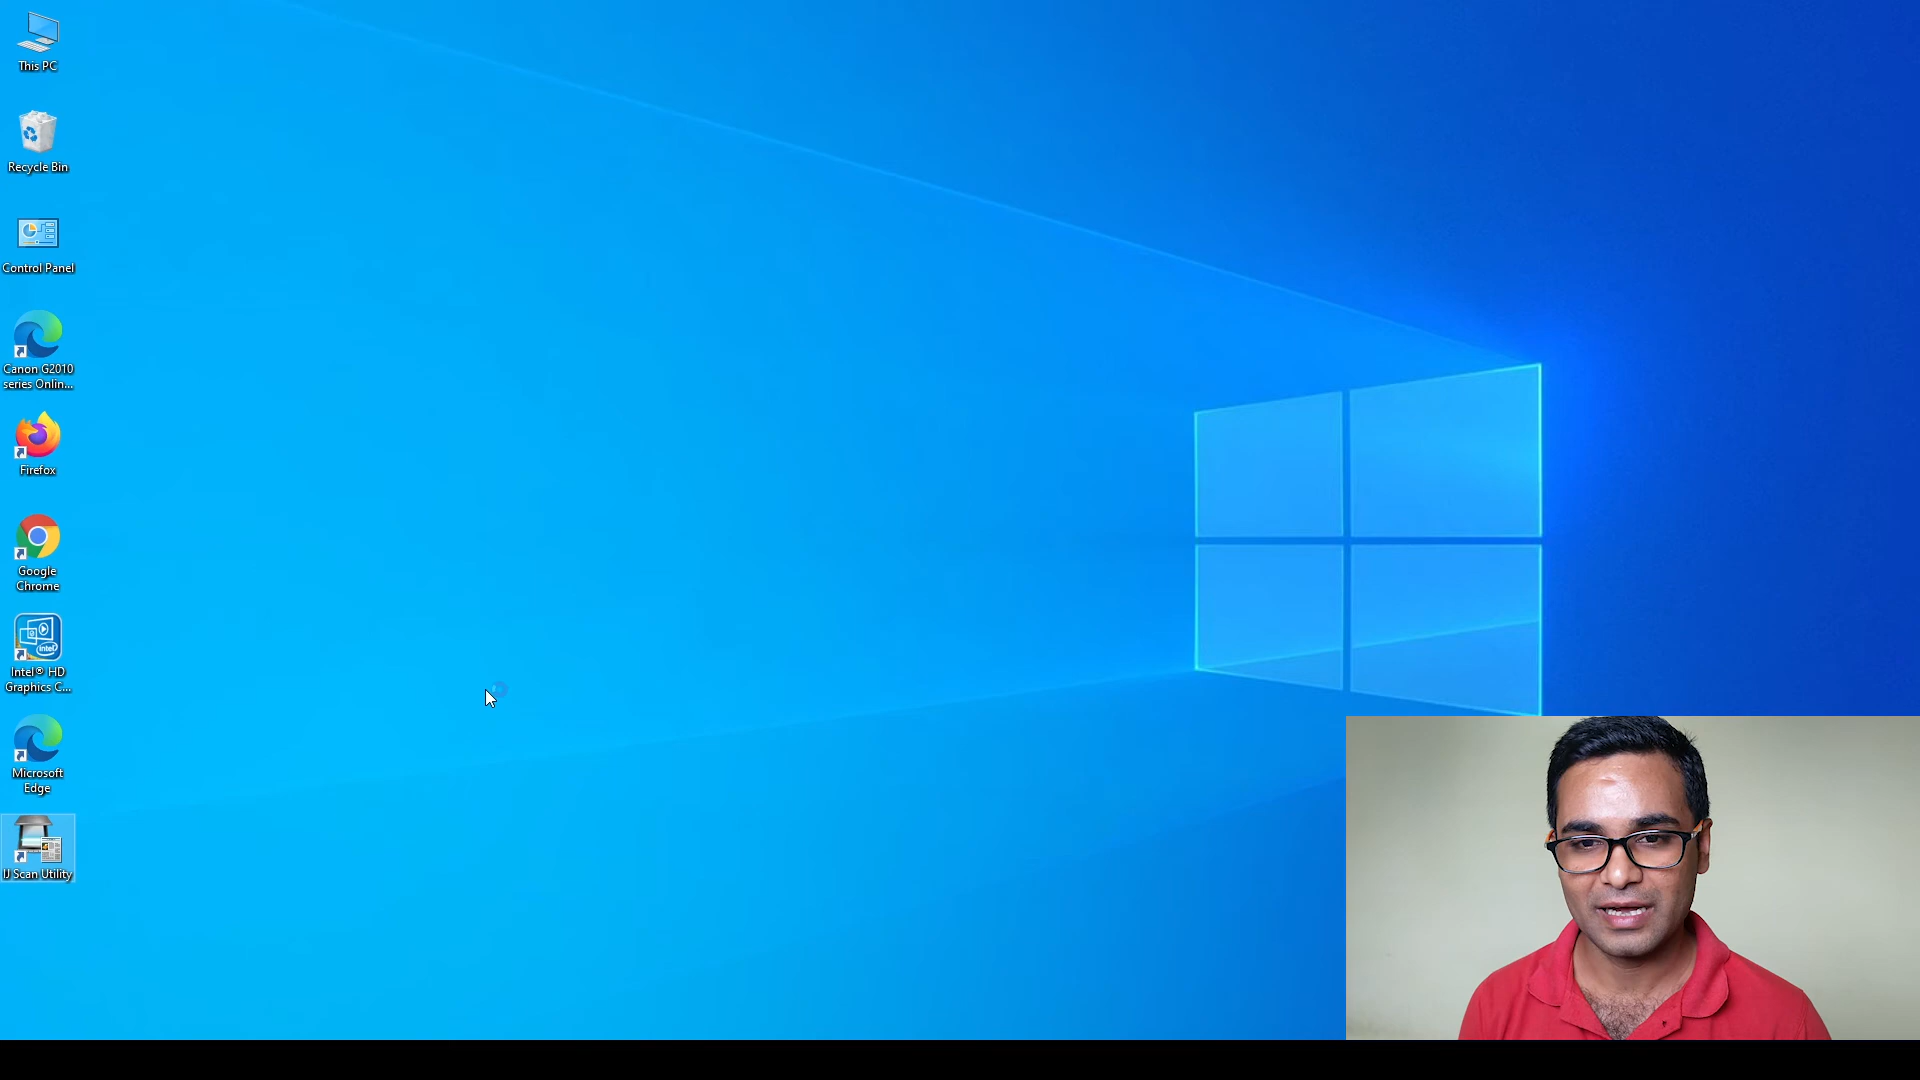 This PC
Recycle Bin
Control Panel
Canon G2010
series Onlin...
Firefox
Google
Chrome
intel
Intel® HD
Graphics C...
Microsoft
Edge
IJ Scan Utility